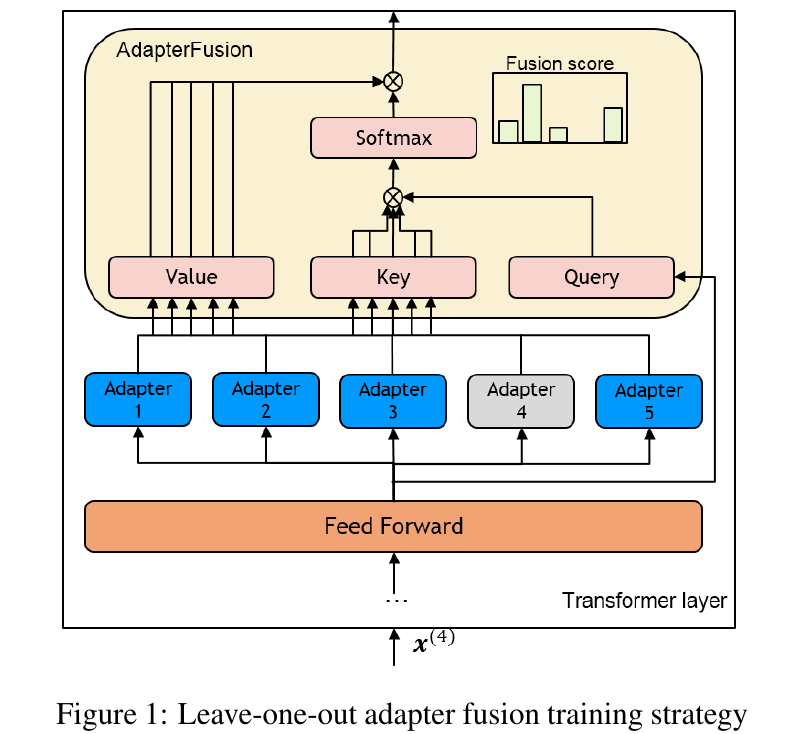 AdapterFusion
Fusion score
Softmax
Value
Key
Query
Adapter
1
Adapter
2
Adapter
3
Adapter
4
Adapter
5
Feed Forward
...
Transformer layer
x⁽⁴⁾
Figure 1: Leave-one-out adapter fusion training strategy